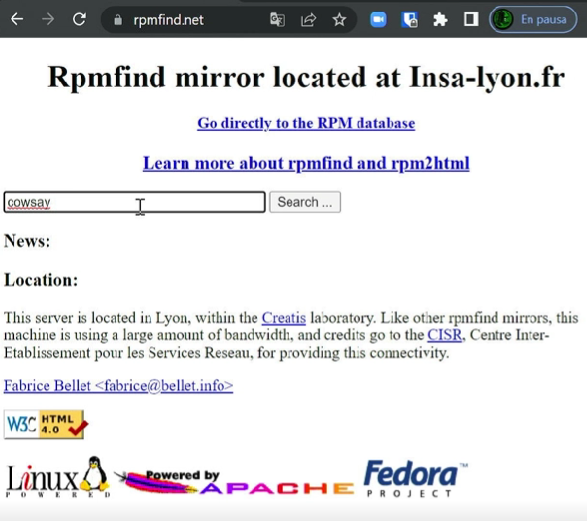 rpmfind.net
En pausa
Rpmfind mirror located at Insa-lyon.fr
Go directly to the RPM database
Learn more about rpmfind and rpm2html
cowsay
Search ...
News:
Location:
This server is located in Lyon, within the Creatis laboratory. Like other rpmfind mirrors, this
machine is using a large amount of bandwidth, and credits go to the CISR, Centre Inter-
Etablissement pour les Services Reseau, for providing this connectivity.
Fabrice Bellet <fabrice@bellet.info>
W3C HTML
4.0
Linux
POWERED
Powered by
APACHE
Fedora™
PROJECT